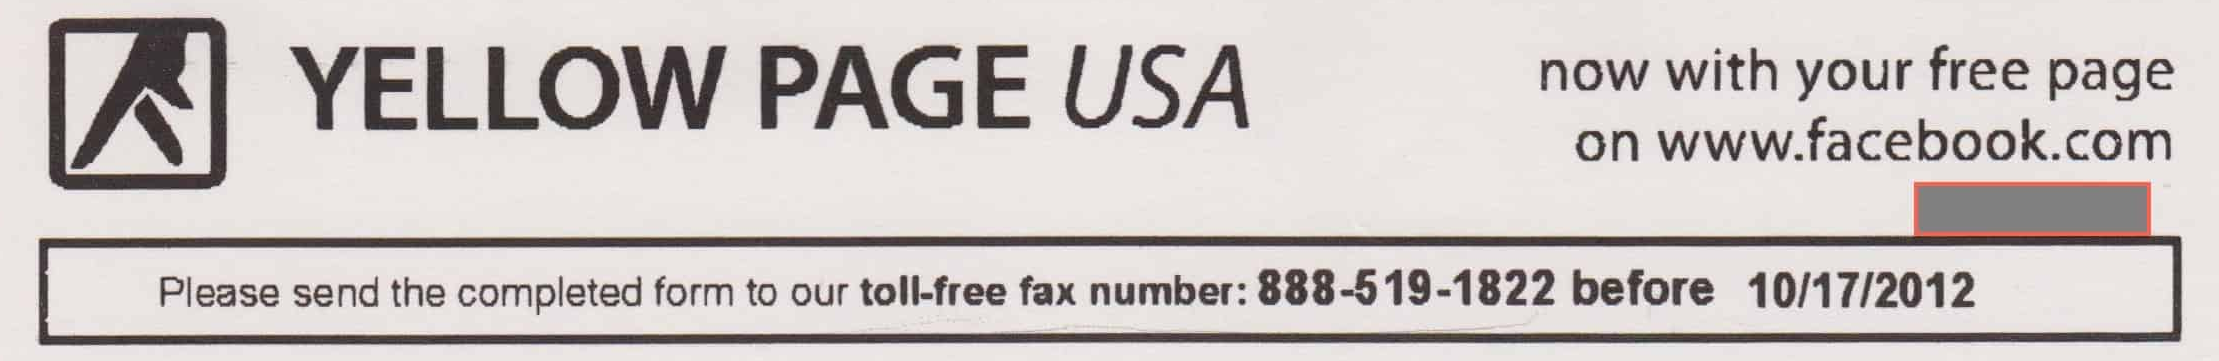 YELLOW PAGE USA
now with your free page
on www.facebook.com
Please send the completed form to our toll-free fax number: 888-519-1822 before 10/17/2012